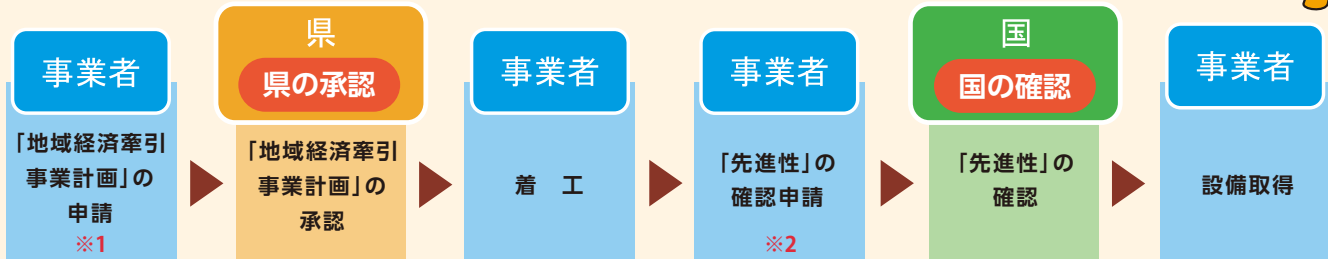 事業者
「地域経済牽引
事業計画」の
申請
※1
県
県の承認
「地域経済牽引
事業計画」の
承認
事業者
着 工
事業者
「先進性」の
確認申請
※2
国
国の確認
「先進性」の
確認
事業者
設備取得